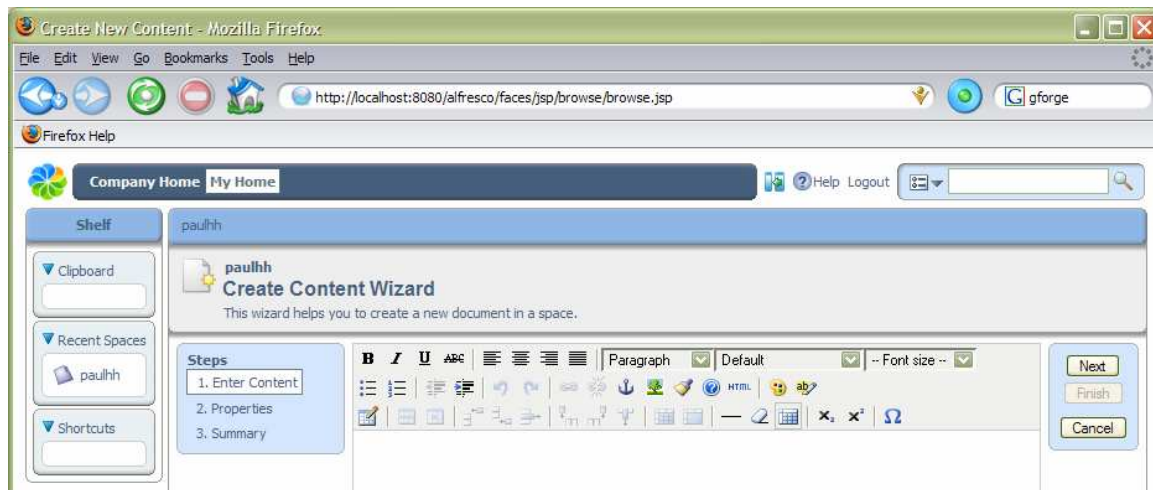 Create New Content - Mozilla Firefox
File Edit View Go Bookmarks Tools Help
http://localhost:8080/alfresco/faces/jsp/browse/browse.jsp
G gforge
Firefox Help
Company Home My Home
Help Logout
Shelf
paulhh
Clipboard
Recent Spaces
paulhh
Shortcuts
paulhh
Create Content Wizard
This wizard helps you to create a new document in a space.
Steps
1. Enter Content
2. Properties
3. Summary
B I U ABC Paragraph Default -- Font size --
HTML ab
x₂ x² Ω
Next
Finish
Cancel